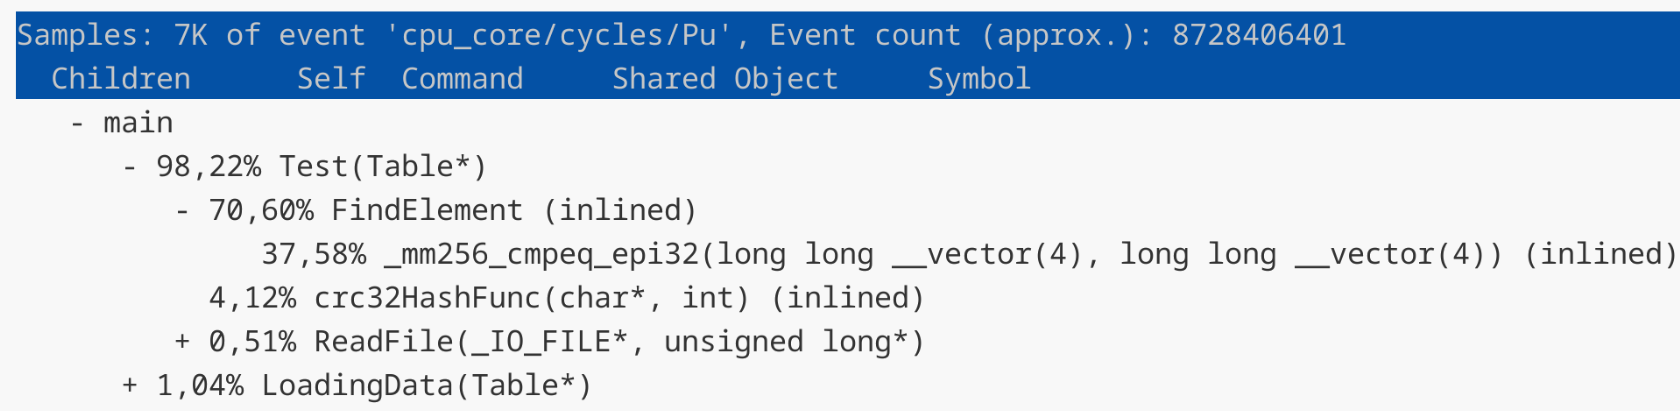 Samples: 7K of event 'cpu_core/cycles/Pu', Event count (approx.): 8728406401
Children Self Command Shared Object Symbol
- main
- 98,22% Test(Table*)
- 70,60% FindElement (inlined)
37,58% _mm256_cmpeq_epi32(long long __vector(4), long long __vector(4)) (inlined)
4,12% crc32HashFunc(char*, int) (inlined)
+ 0,51% ReadFile(_IO_FILE*, unsigned long*)
+ 1,04% LoadingData(Table*)